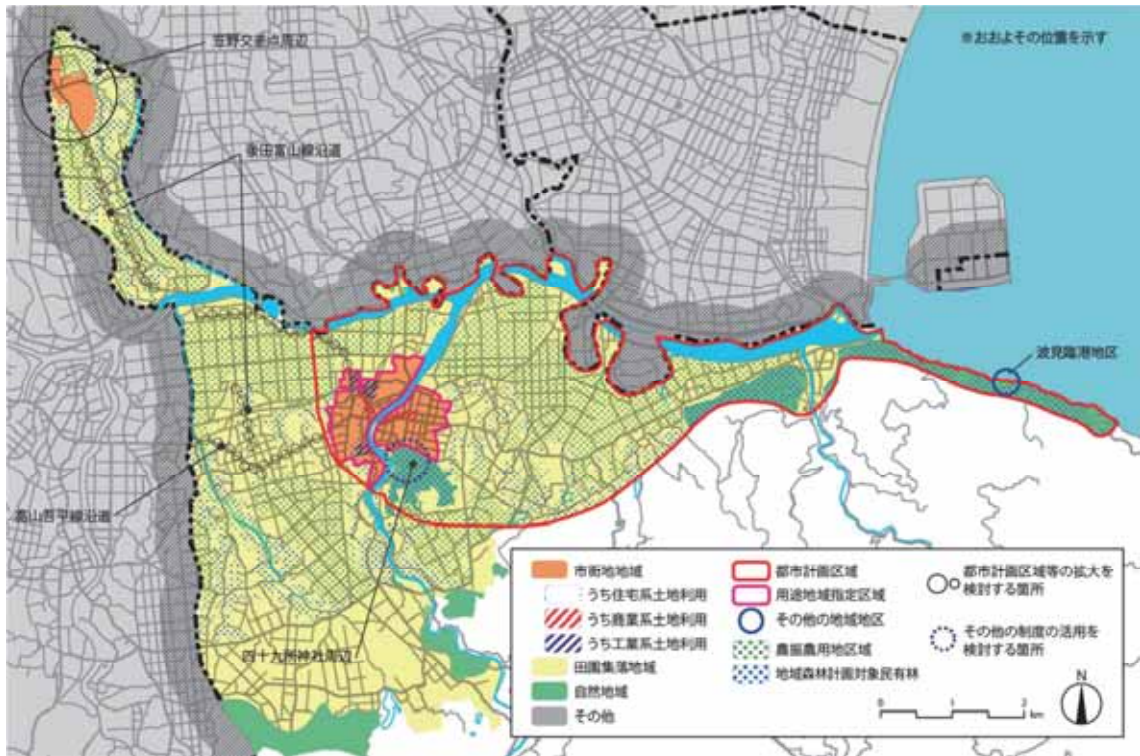 笠野交差点周辺
※おおよその位置を示す
永田富山線沿道
波見臨港地区
高山吾平線沿道
四十九所神社周辺
市街地地域
うち住宅系土地利用
うち商業系土地利用
うち工業系土地利用
田園集落地域
自然地域
その他
都市計画区域
用途地域指定区域
その他の地域地区
農振農用地区域
地域森林計画対象民有林
都市計画区域等の拡大を
検討する箇所
その他の制度の活用を
検討する箇所
N
0 1 2
km